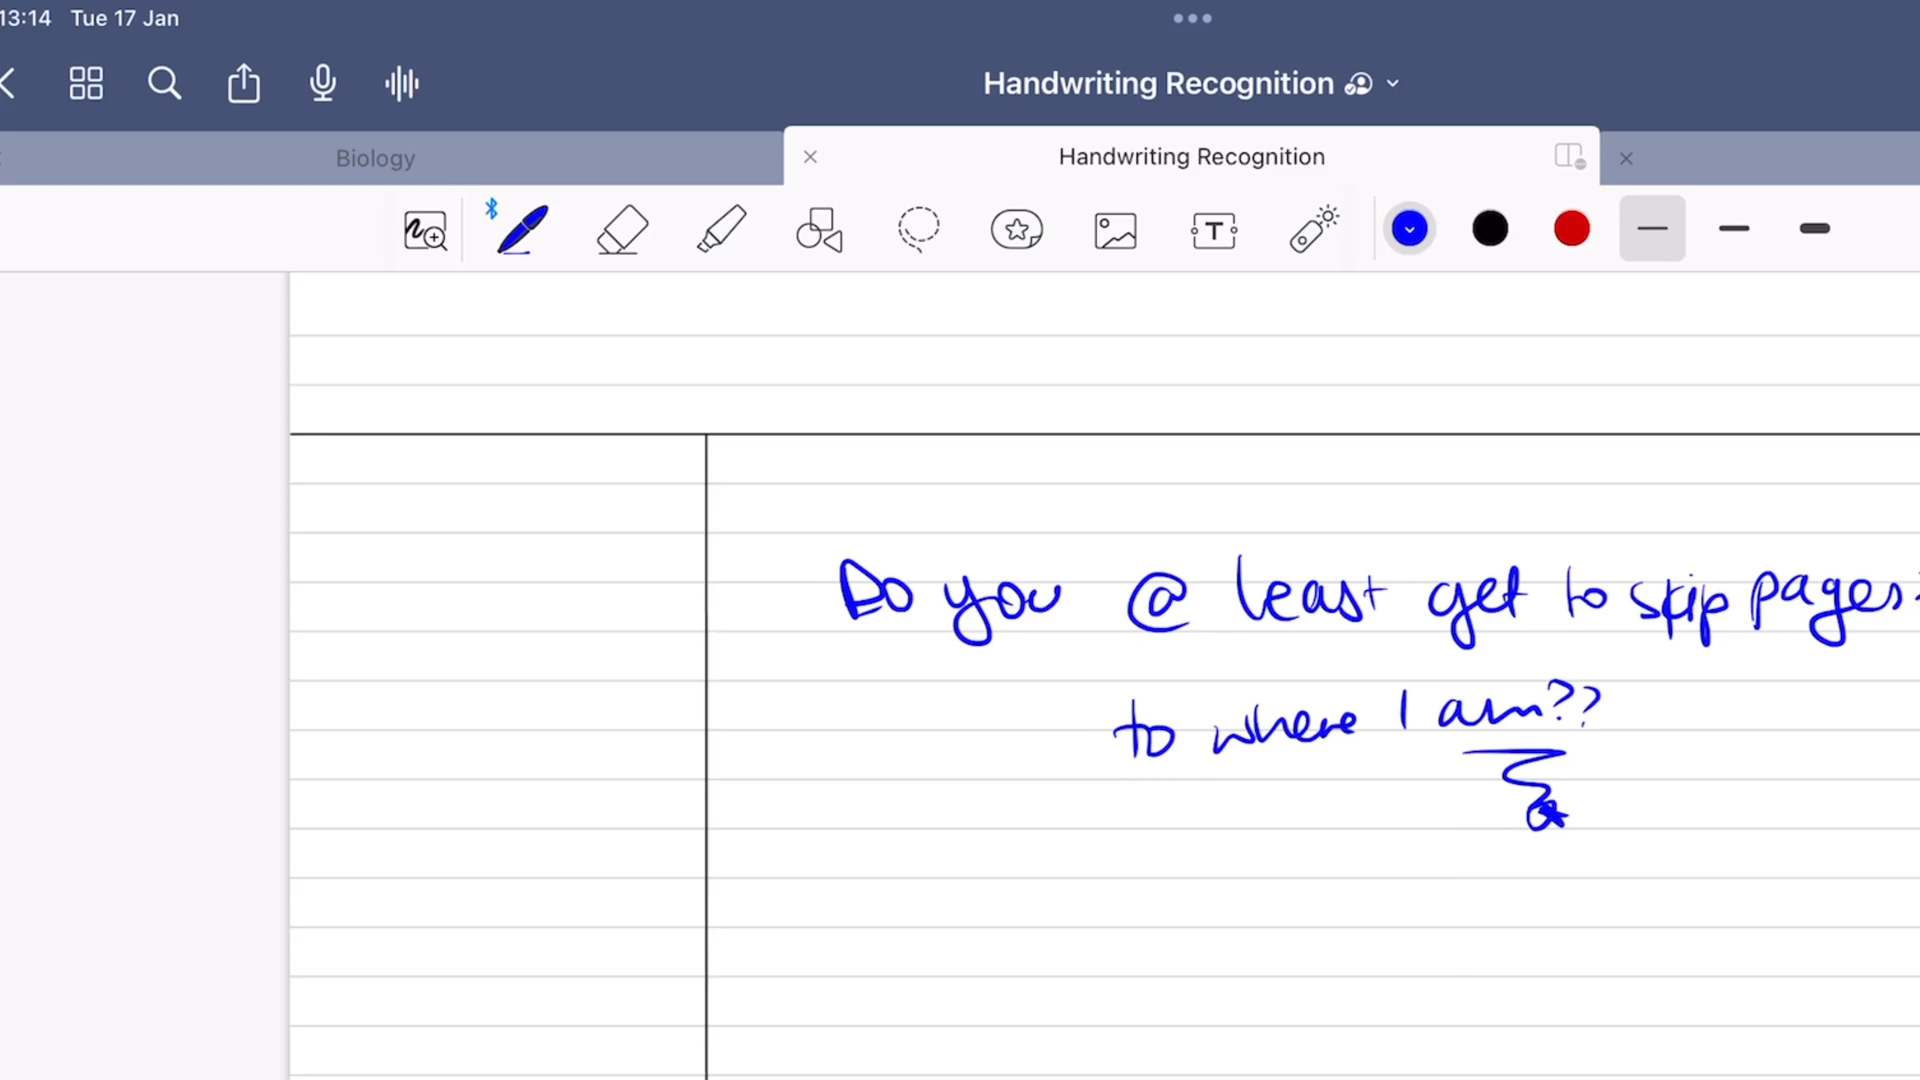 13:14 Tue 17 Jan
Handwriting Recognition
Biology
Handwriting Recognition
T
Do you @ least get to skip pages
to where I am??